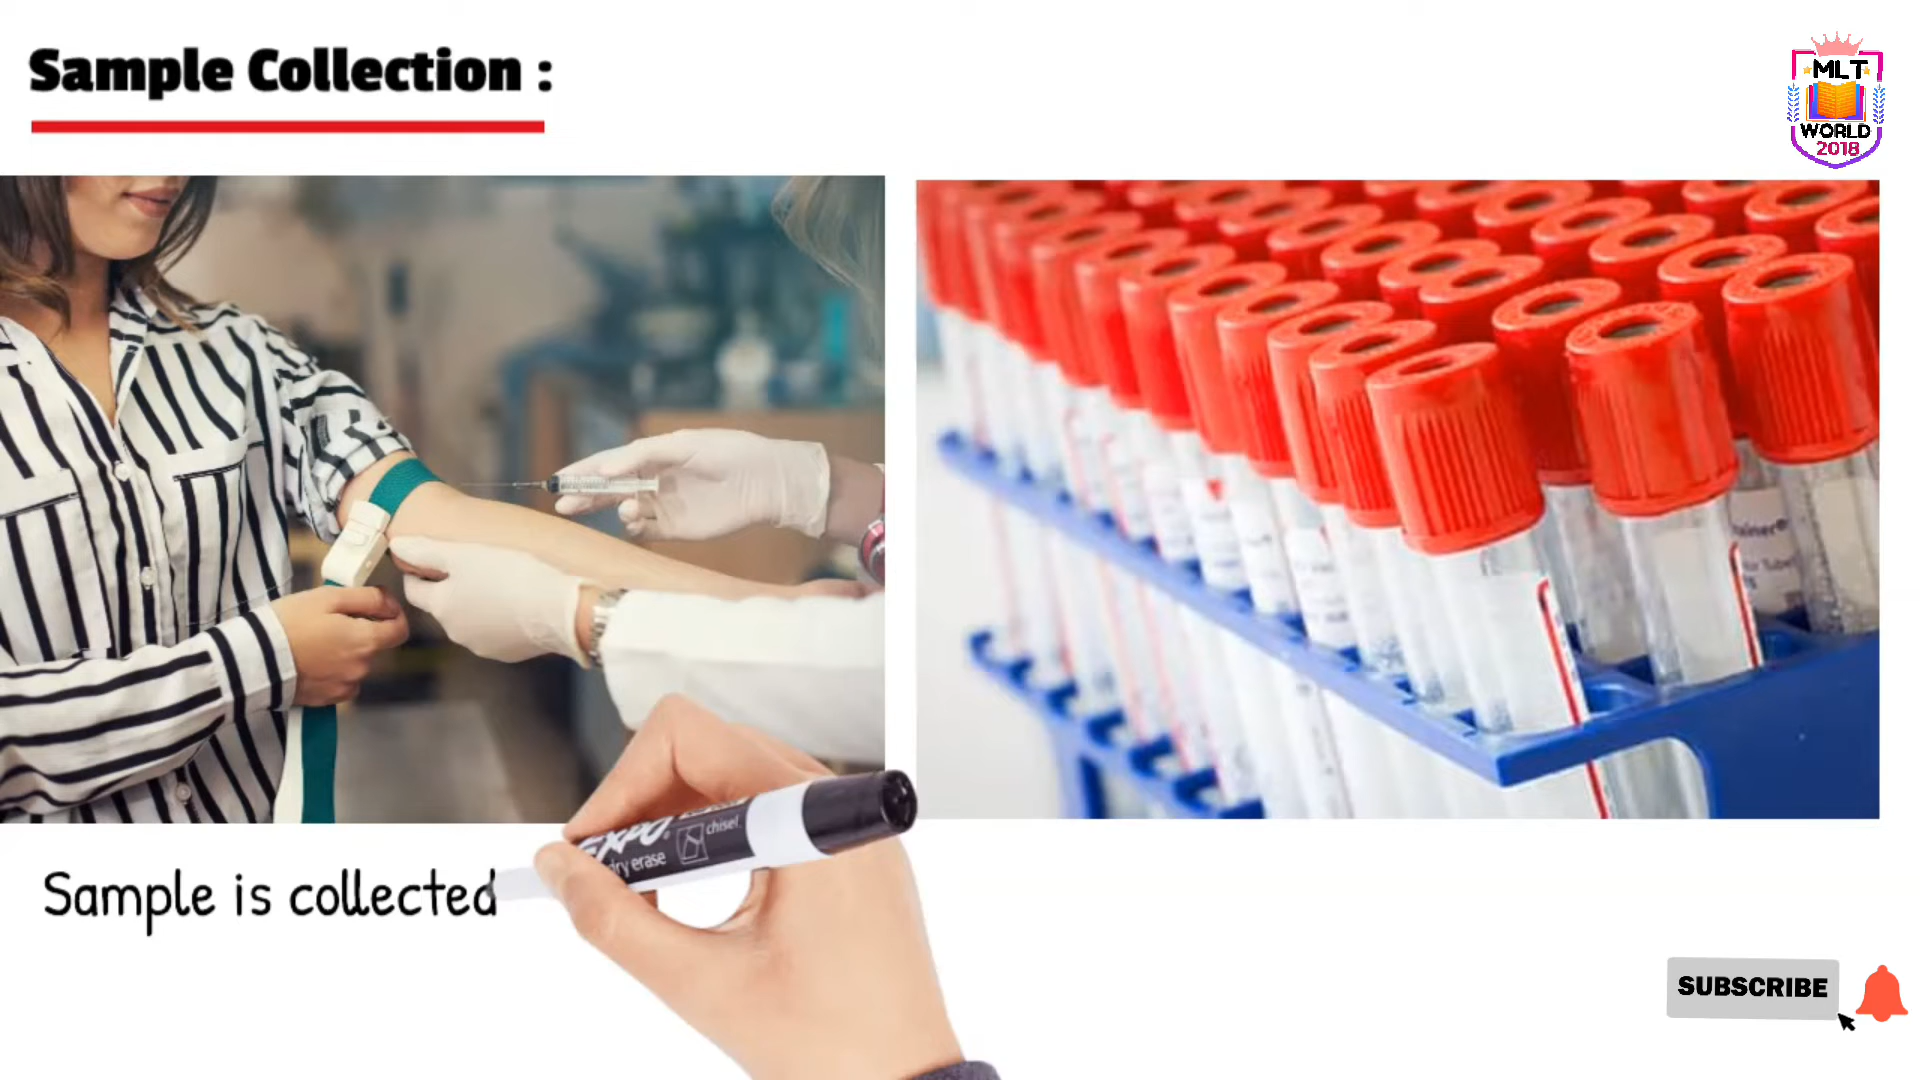 Sample Collection :
MLT
WORLD
2018
EXPO
chisel
dry erase
Sample is collected
SUBSCRIBE